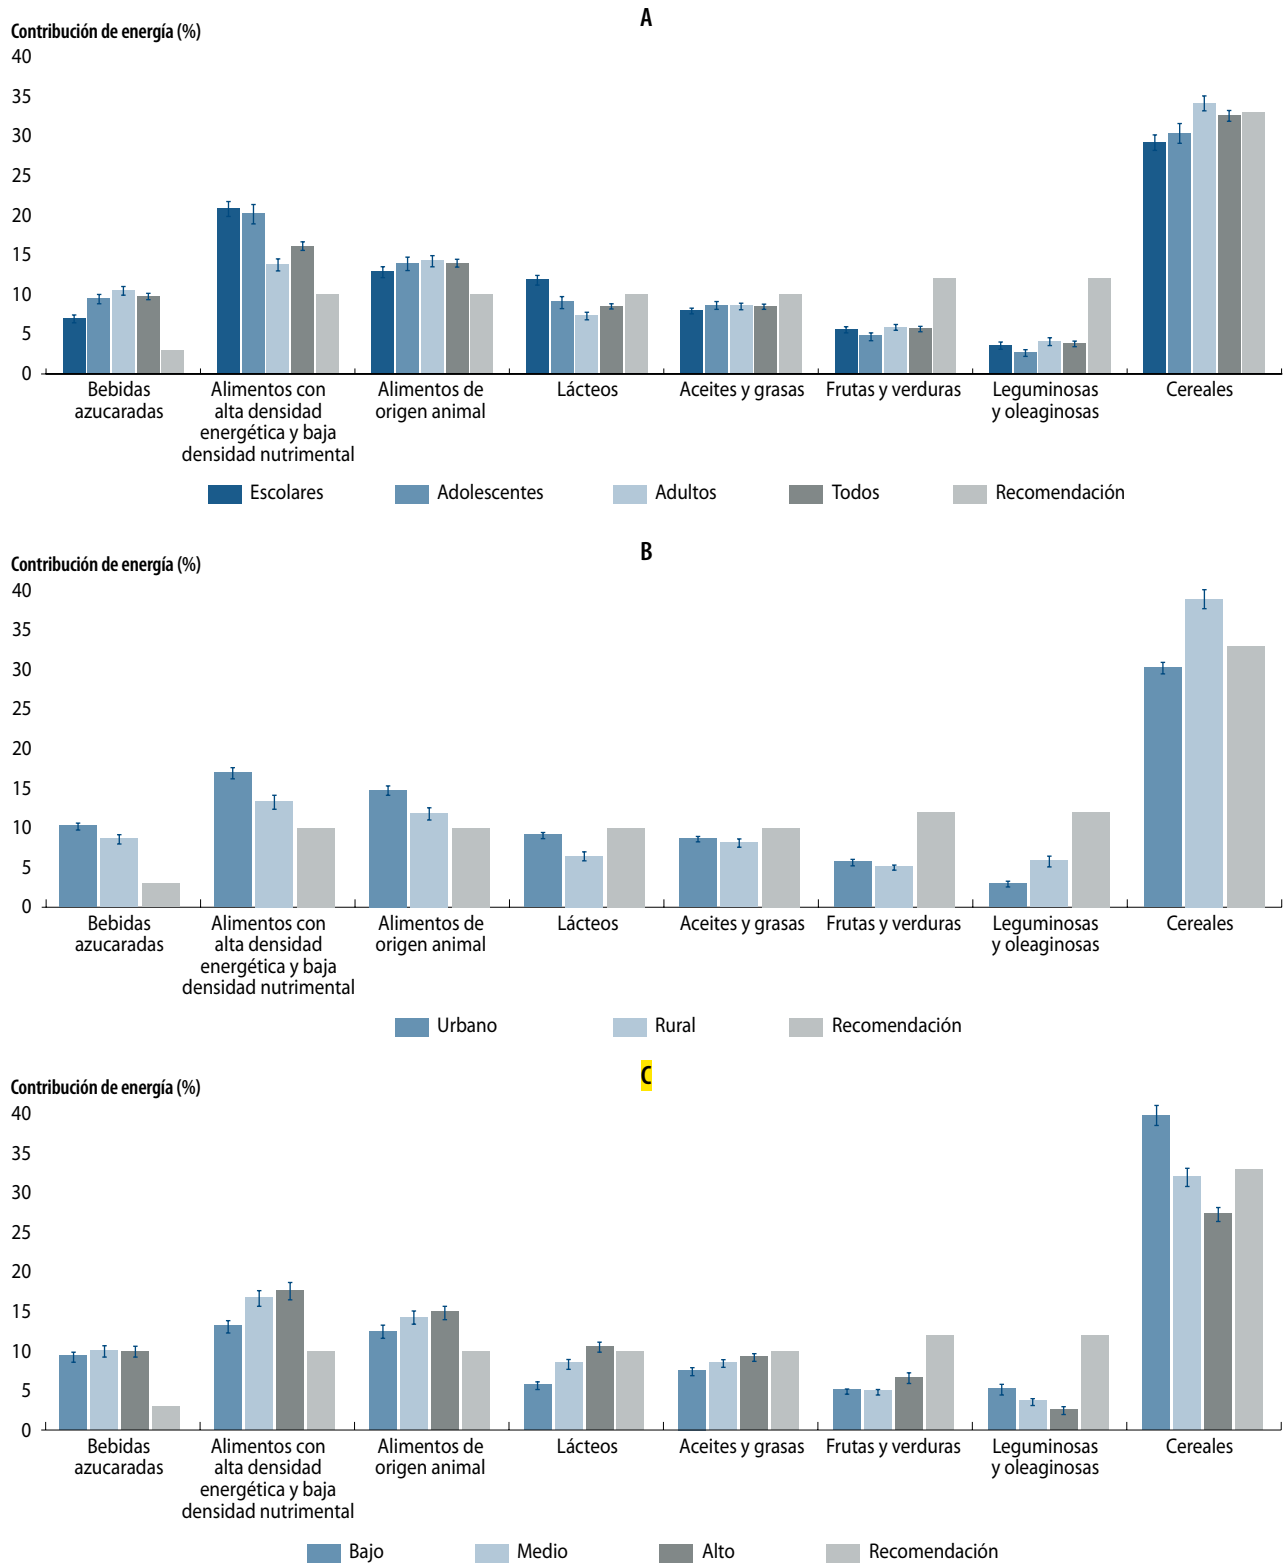 A
Contribución de energía (%)
40
35
30
25
20
15
10
5
0
Bebidas azucaradas
Alimentos con alta densidad energética y baja densidad nutrimental
Alimentos de origen animal
Lácteos
Aceites y grasas
Frutas y verduras
Leguminosas y oleaginosas
Cereales
Escolares Adolescentes Adultos Todos Recomendación
B
Contribución de energía (%)
40
35
30
25
20
15
10
5
0
Bebidas azucaradas
Alimentos con alta densidad energética y baja densidad nutrimental
Alimentos de origen animal
Lácteos
Aceites y grasas
Frutas y verduras
Leguminosas y oleaginosas
Cereales
Urbano Rural Recomendación
C
Contribución de energía (%)
40
35
30
25
20
15
10
5
0
Bebidas azucaradas
Alimentos con alta densidad energética y baja densidad nutrimental
Alimentos de origen animal
Lácteos
Aceites y grasas
Frutas y verduras
Leguminosas y oleaginosas
Cereales
Bajo Medio Alto Recomendación